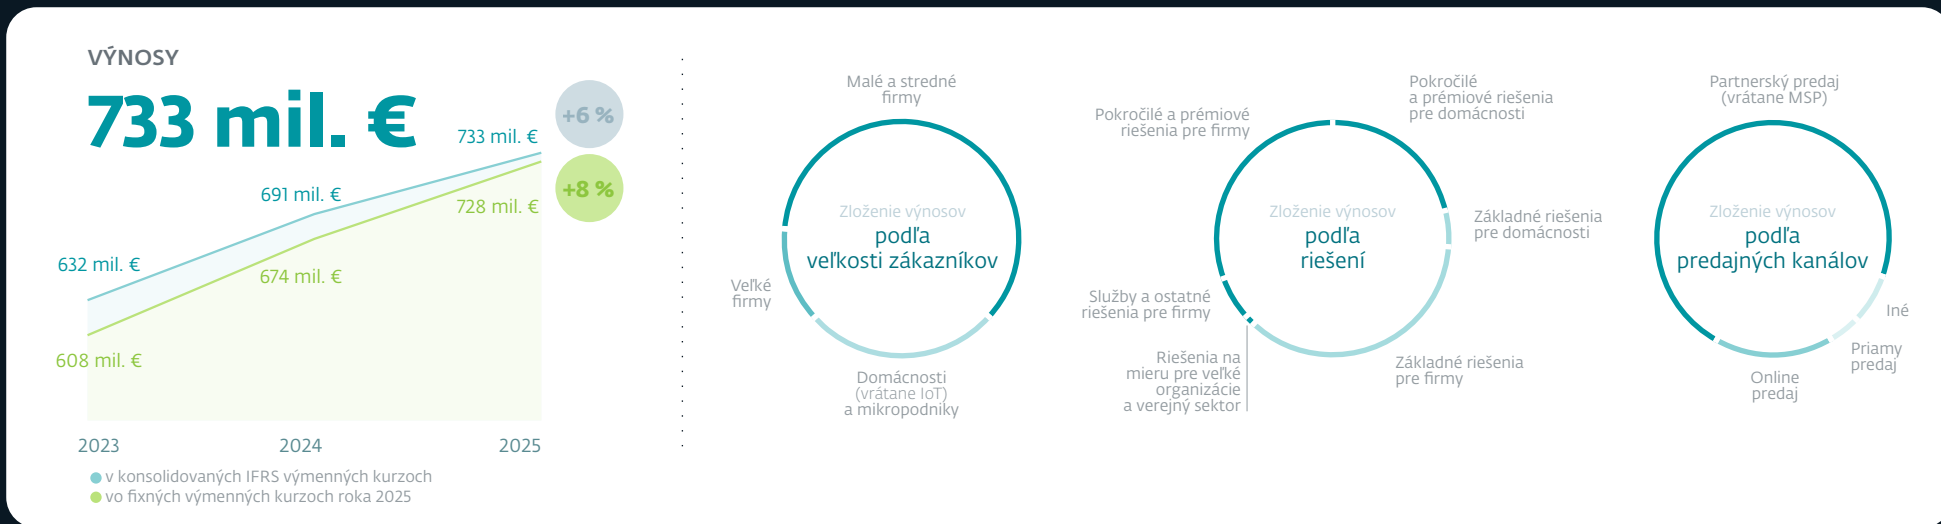 VÝNOSY
733 mil. €
+6 %
+8 %
733 mil. €
691 mil. €
728 mil. €
632 mil. €
674 mil. €
608 mil. €
2023
2024
2025
v konsolidovaných IFRS výmenných kurzoch
vo fixných výmenných kurzoch roka 2025
Malé a stredné
firmy
Zloženie výnosov
podľa
veľkosti zákazníkov
Veľké
firmy
Domácnosti
(vrátane IoT)
a mikropodniky
Pokročilé a prémiové
riešenia pre firmy
Pokročilé
a prémiové riešenia
pre domácnosti
Zloženie výnosov
podľa
riešení
Základné riešenia
pre domácnosti
Služby a ostatné
riešenia pre firmy
Riešenia na
mieru pre veľké
organizácie
a verejný sektor
Základné riešenia
pre firmy
Partnerský predaj
(vrátane MSP)
Zloženie výnosov
podľa
predajných kanálov
Iné
Priamy
predaj
Online
predaj